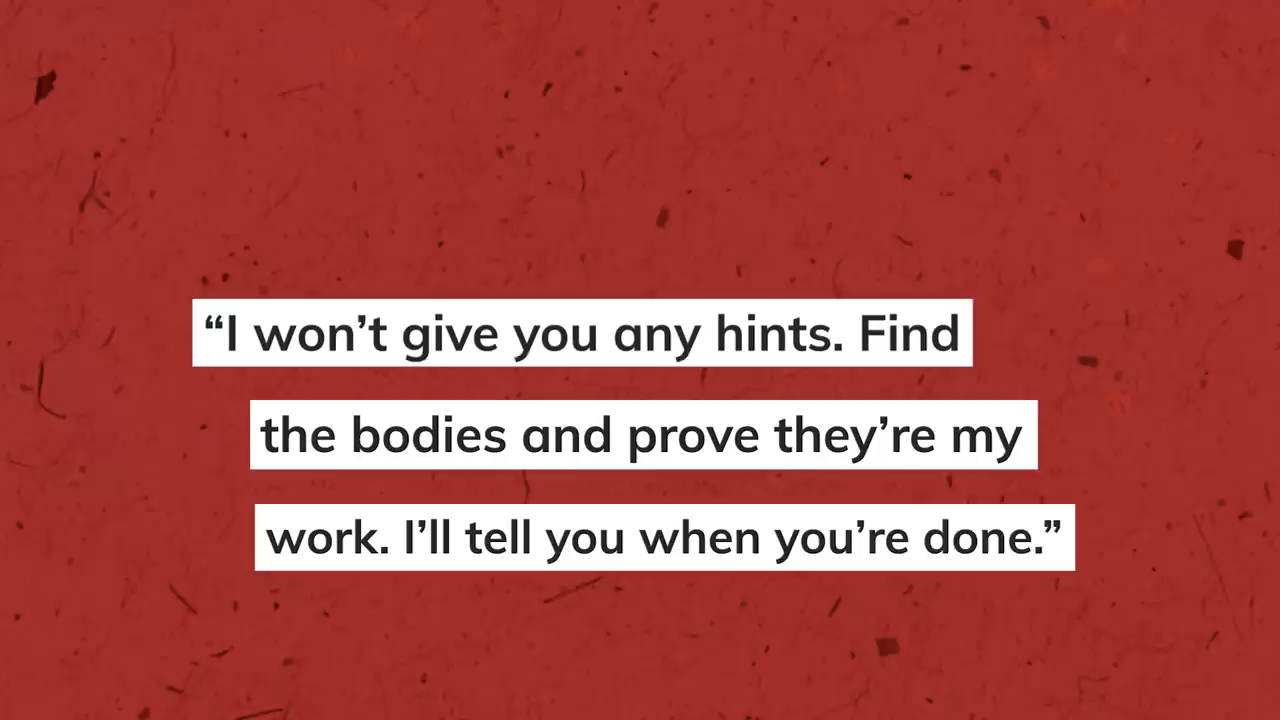 “I won’t give you any hints. Find
the bodies and prove they’re my
work. I’ll tell you when you’re done.”